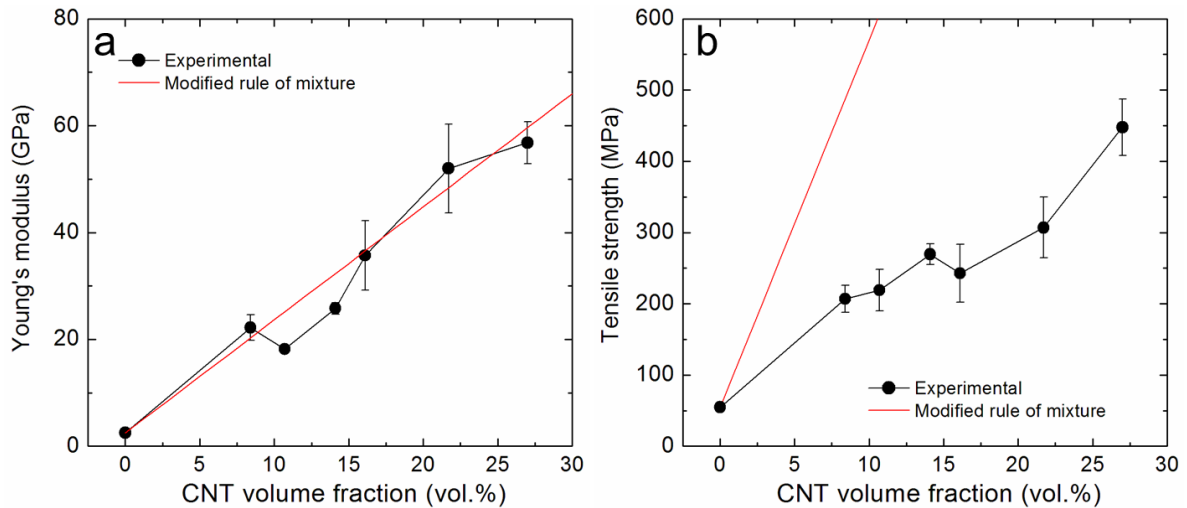 a
Experimental
Modified rule of mixture
Young's modulus (GPa)
80
60
40
20
0
0 5 10 15 20 25 30
CNT volume fraction (vol.%)
b
Experimental
Modified rule of mixture
Tensile strength (MPa)
600
500
400
300
200
100
0
0 5 10 15 20 25 30
CNT volume fraction (vol.%)